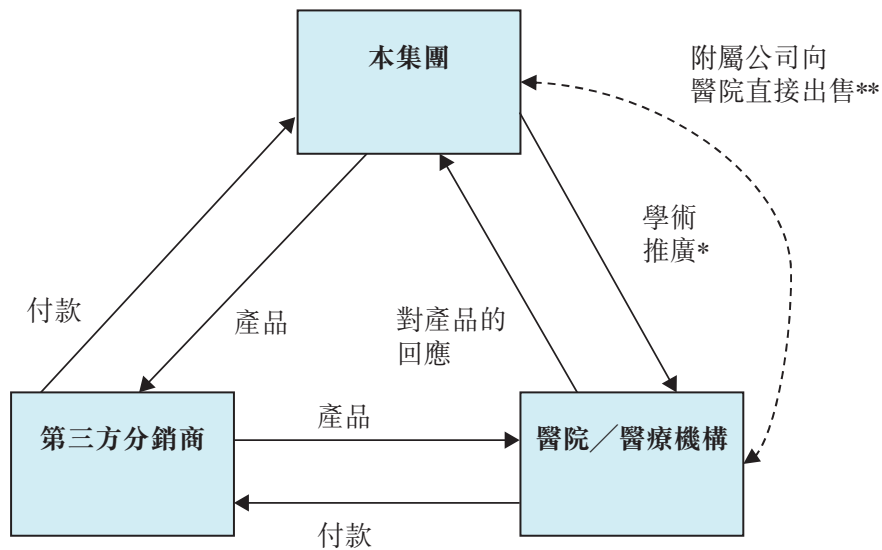 本集團
附屬公司向
醫院直接出售**
學術
推廣*
付款
產品
對產品的
回應
第三方分銷商
產品
醫院／醫療機構
付款